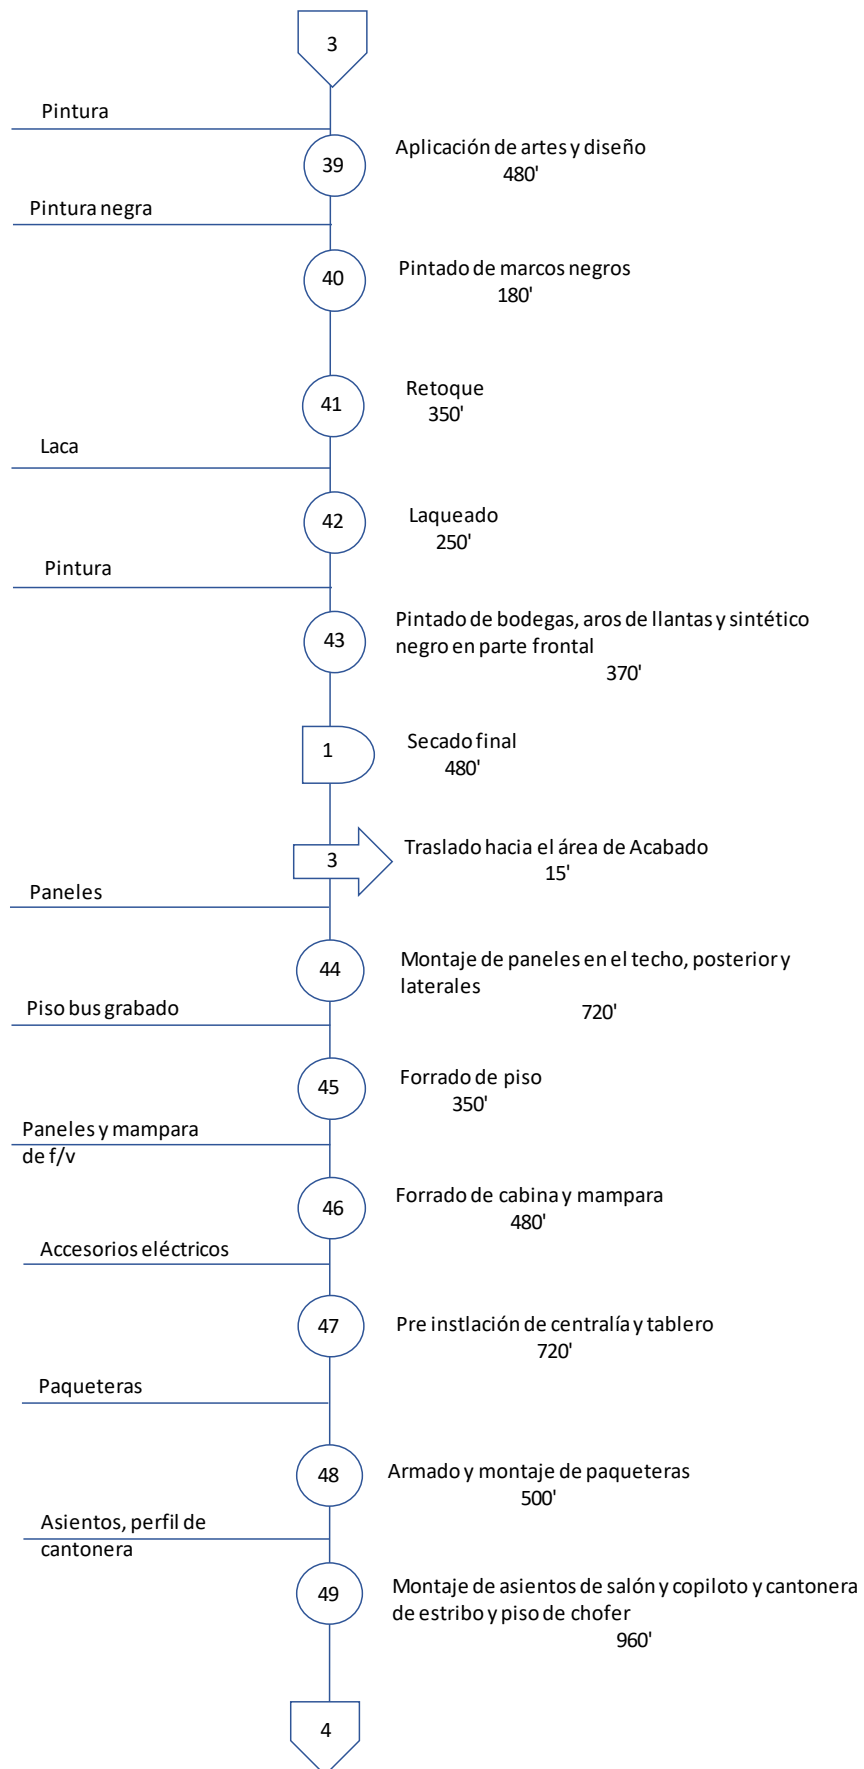 3
Pintura
39
Aplicación de artes y diseño
480'
Pintura negra
40
Pintado de marcos negros
180'
41
Retoque
350'
Laca
42
Laqueado
250'
Pintura
43
Pintado de bodegas, aros de llantas y sintético
negro en parte frontal
370'
1
Secado final
480'
3
Traslado hacia el área de Acabado
15'
Paneles
44
Montaje de paneles en el techo, posterior y
laterales
720'
Piso bus grabado
45
Forrado de piso
350'
Paneles y mampara
de f/v
46
Forrado de cabina y mampara
480'
Accesorios eléctricos
47
Pre instlación de centralía y tablero
720'
Paqueteras
48
Armado y montaje de paqueteras
500'
Asientos, perfil de
cantonera
49
Montaje de asientos de salón y copiloto y cantonera
de estribo y piso de chofer
960'
4